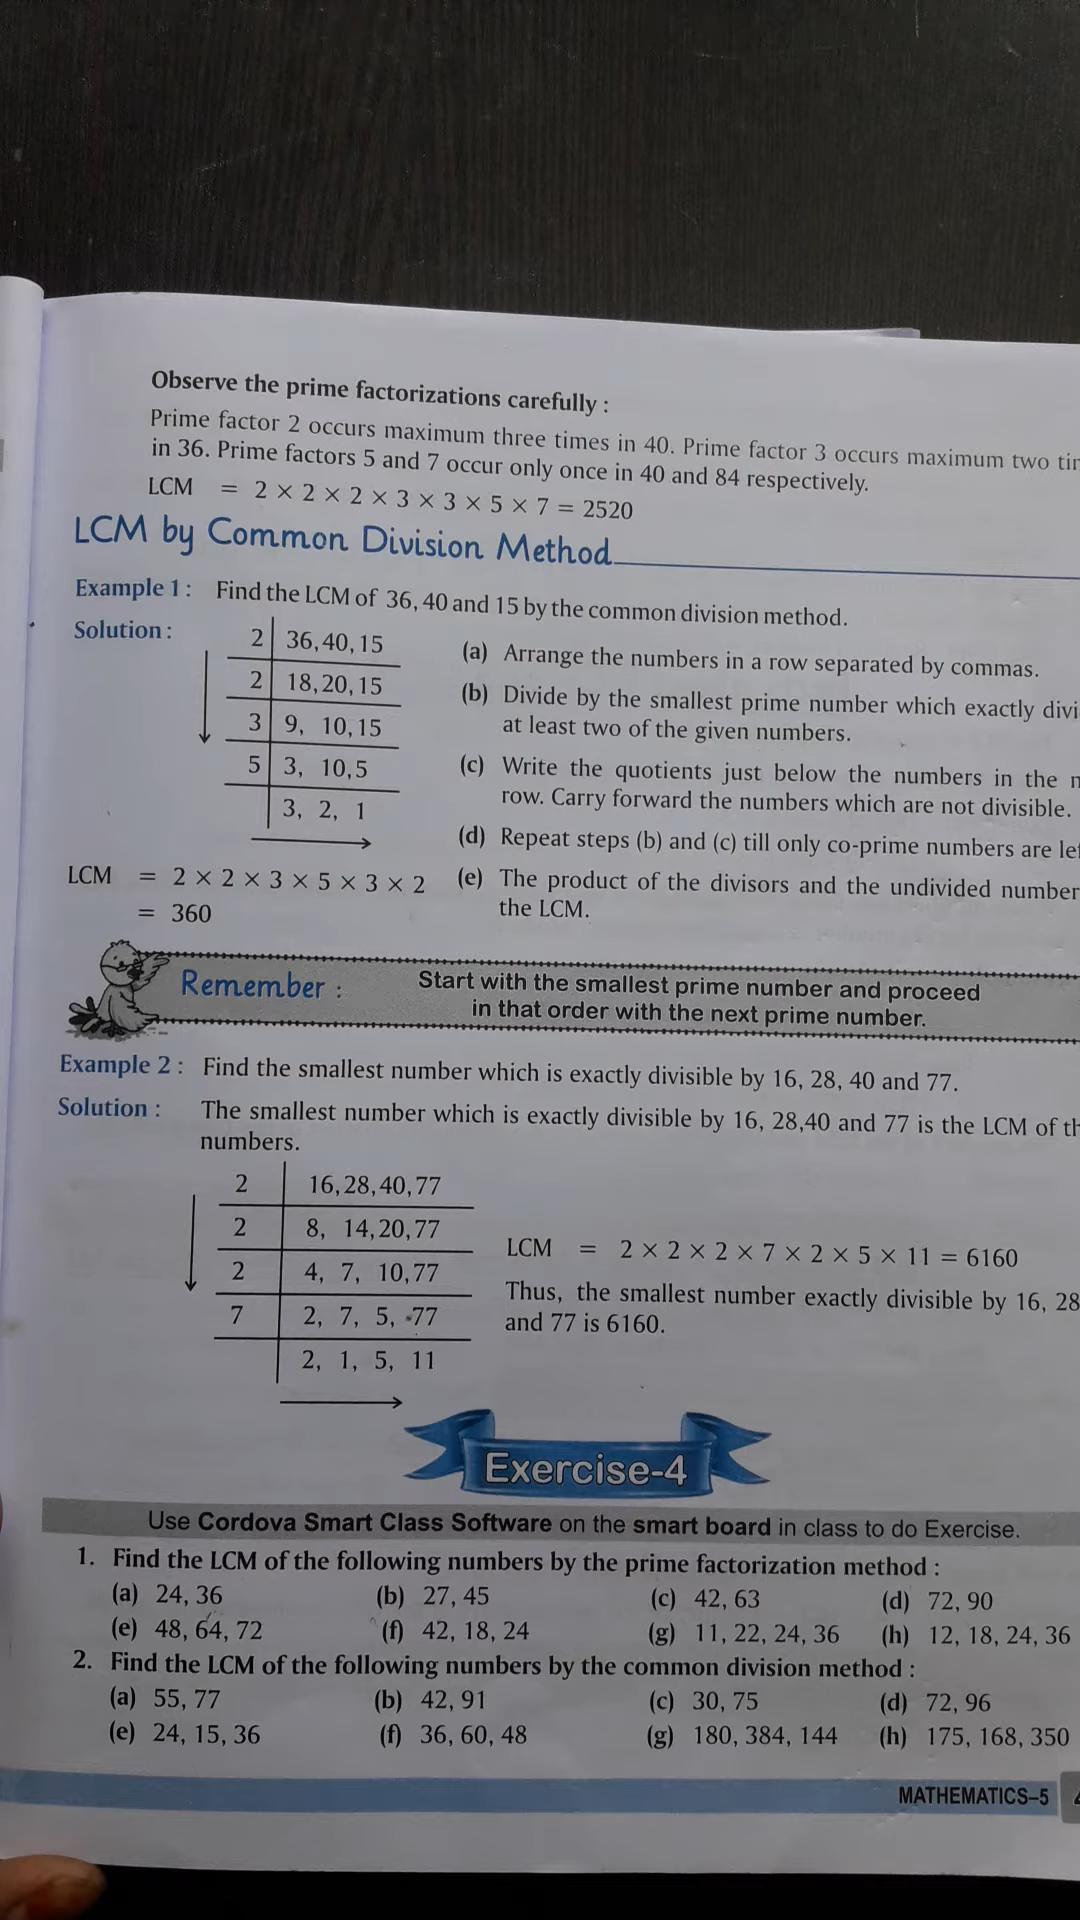 Observe the prime factorizations carefully :
Prime factor 2 occurs maximum three times in 40. Prime factor 3 occurs maximum two
in 36. Prime factors 5 and 7 occur only once in 40 and 84 respectively.
LCM = 2 × 2 × 2 × 3 × 3 × 5 × 7 = 2520
LCM by Common Division Method
Example 1 : Find the LCM of 36, 40 and 15 by the common division method.
Solution :
2 36, 40, 15
2 18, 20, 15
3 9, 10, 15
5 3, 10, 5
3, 2, 1
LCM = 2 × 2 × 3 × 5 × 3 × 2
= 360
(a) Arrange the numbers in a row separated by commas.
(b) Divide by the smallest prime number which exactly
at least two of the given numbers.
(c) Write the quotients just below the numbers in the
row. Carry forward the numbers which are not divisible.
(d) Repeat steps (b) and (c) till only co-prime numbers are
(e) The product of the divisors and the undivided number
the LCM.
Remember :
Start with the smallest prime number and proceed
in that order with the next prime number.
Example 2 : Find the smallest number which is exactly divisible by 16, 28, 40 and 77.
Solution : The smallest number which is exactly divisible by 16, 28,40 and 77 is the LCM of
numbers.
2 16, 28, 40, 77
2 8, 14, 20, 77
2 4, 7, 10, 77
7 2, 7, 5, 77
2, 1, 5, 11
LCM = 2 × 2 × 2 × 7 × 2 × 5 × 11 = 6160
Thus, the smallest number exactly divisible by 16, 28
and 77 is 6160.
Exercise-4
Use Cordova Smart Class Software on the smart board in class to do Exercise.
1. Find the LCM of the following numbers by the prime factorization method :
(a) 24, 36 (b) 27, 45 (c) 42, 63 (d) 72, 90
(e) 48, 64, 72 (f) 42, 18, 24 (g) 11, 22, 24, 36 (h) 12, 18, 24, 36
2. Find the LCM of the following numbers by the common division method :
(a) 55, 77 (b) 42, 91 (c) 30, 75 (d) 72, 96
(e) 24, 15, 36 (f) 36, 60, 48 (g) 180, 384, 144 (h) 175, 168, 350
MATHEMATICS–5